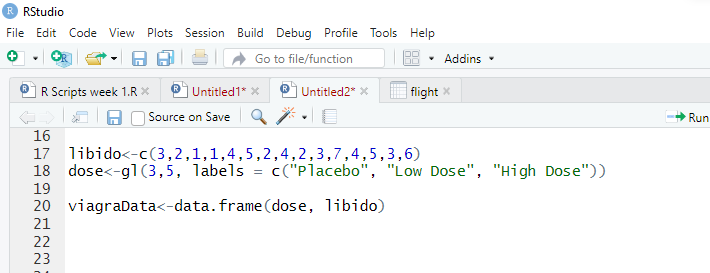 RStudio
File Edit Code View Plots Session Build Debug Profile Tools Help
Go to file/function Addins
R Scripts week 1.R Untitled1* Untitled2* flight
Source on Save Run
16
17 libido<-c(3,2,1,1,4,5,2,4,2,3,7,4,5,3,6)
18 dose<-gl(3,5, labels = c("Placebo", "Low Dose", "High Dose"))
19
20 viagraData<-data.frame(dose, libido)
21
22
23